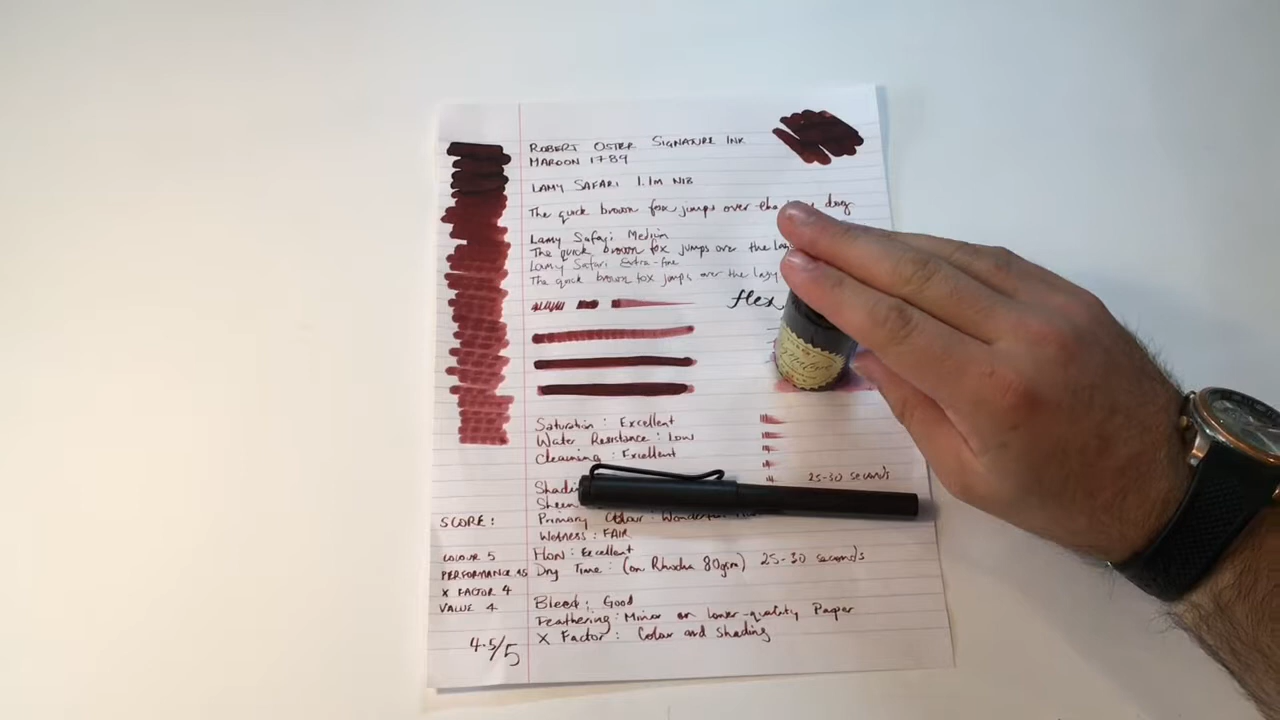 ROBERT OSTER SIGNATURE INK
MAROON 1789
LAMY SAFARI 1.1M NIB
The quick brown fox jumps over the dog
Lamy Safari Medium
The quick brown fox jumps over the
Lamy Safari Extra-fine
The quick brown fox jumps over the lazy
flex
Saturation: Excellent
Water Resistance: Low
Cleaning: Excellent
25-30 seconds
Sheen
Primary Colour:
Wetness: FAIR
Flow: Excellent
Dry Time: (on Rhodia 80gsm) 25-30 seconds
Bleed: Good
Feathering: Minor on lower-quality Paper
X Factor: Color and shading
SCORE:
COLOUR 5
PERFORMANCE 4.5
X FACTOR 4
VALUE 4
4.5/5